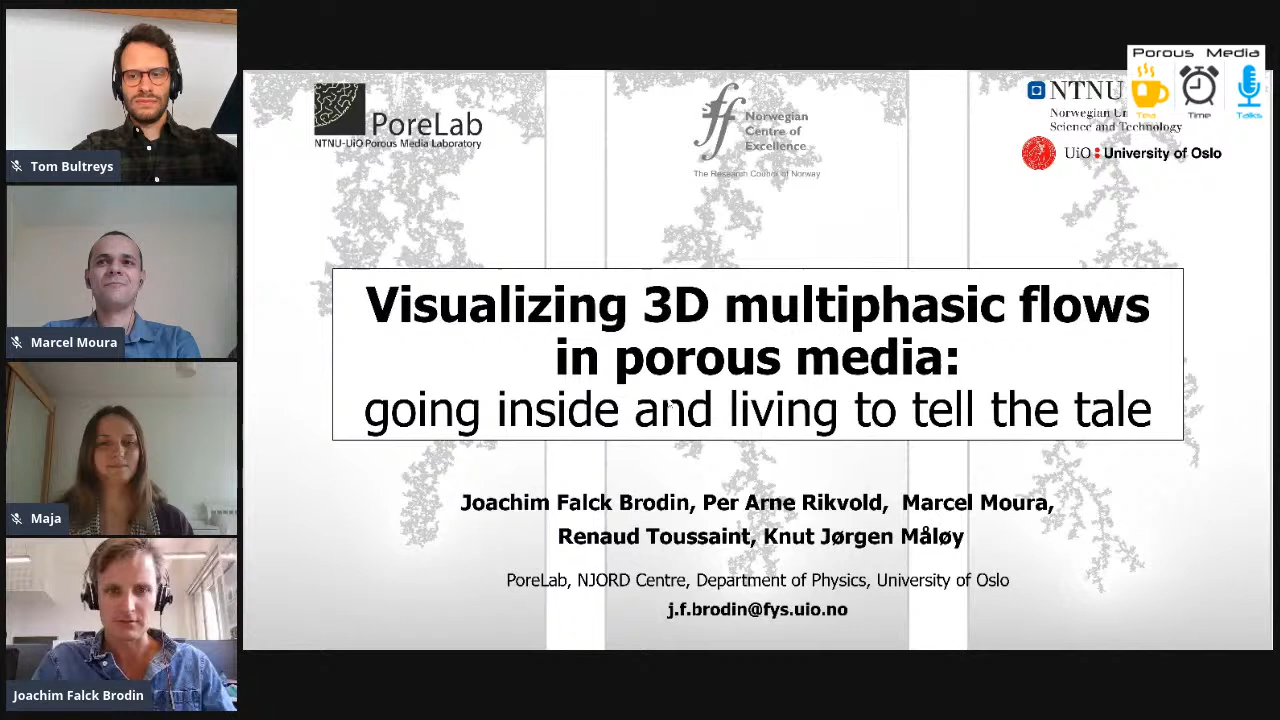 Tom Bultreys
Marcel Moura
Maja
Joachim Falck Brodin
PoreLab
NTNU-UiO Porous Media Laboratory
Norwegian
Centre of
Excellence
The Research Council of Norway
NTNU
Norwegian Un
Science and Technology
UiO: University of Oslo
Porous Media
Tea Time Talks
Visualizing 3D multiphasic flows
in porous media:
going inside and living to tell the tale
Joachim Falck Brodin, Per Arne Rikvold, Marcel Moura,
Renaud Toussaint, Knut Jørgen Måløy
PoreLab, NJORD Centre, Department of Physics, University of Oslo
j.f.brodin@fys.uio.no